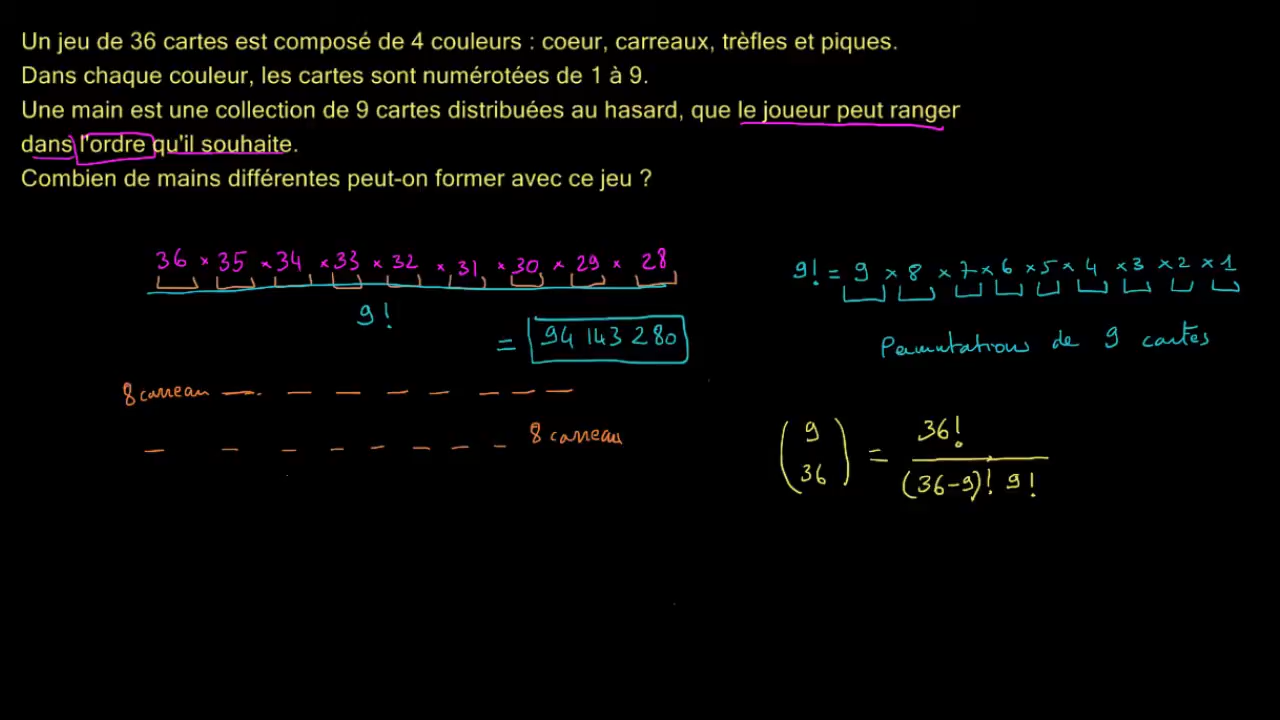 Un jeu de 36 cartes est composé de 4 couleurs : coeur, carreaux, trèfles et piques.
Dans chaque couleur, les cartes sont numérotées de 1 à 9.
Une main est une collection de 9 cartes distribuées au hasard, que le joueur peut ranger
dans l'ordre qu'il souhaite.
Combien de mains différentes peut-on former avec ce jeu ?
36 × 35 × 34 × 33 × 32 × 31 × 30 × 29 × 28
9!
= 94 143 280
9! = 9 × 8 × 7 × 6 × 5 × 4 × 3 × 2 × 1
Permutations de 9 cartes
8 carreau
8 carreau
( 9 36 ) = 36! / (36-9)! 9!